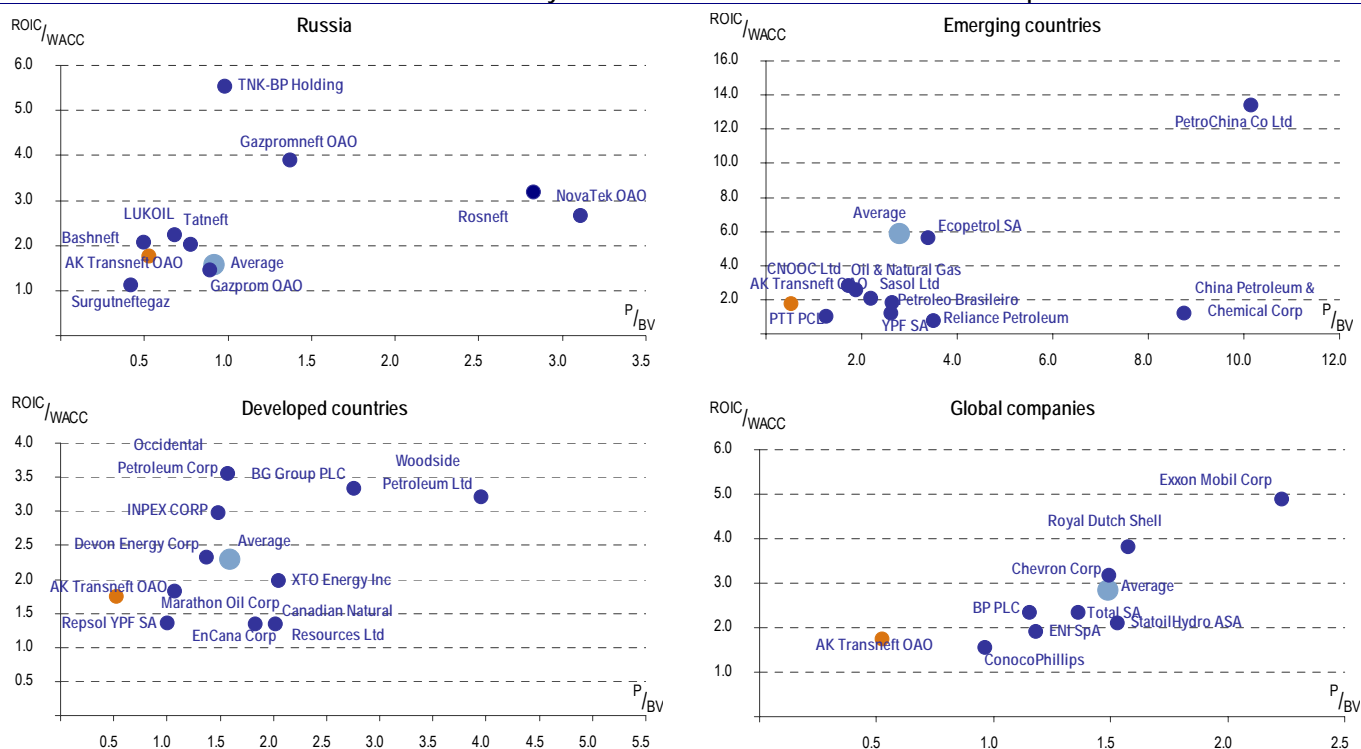 Russia
ROIC/WACC
6.0
5.0
4.0
3.0
2.0
1.0
TNK-BP Holding
Gazpromneft OAO
NovaTek OAO
Rosneft
LUKOIL
Tatneft
Bashneft
AK Transneft OAO
Average
Gazprom OAO
Surgutneftegaz
P/BV
0.5 1.0 1.5 2.0 2.5 3.0 3.5
Emerging countries
ROIC/WACC
16.0
14.0
12.0
10.0
8.0
6.0
4.0
2.0
PetroChina Co Ltd
Average
Ecopetrol SA
CNOOC Ltd
Oil & Natural Gas
AK Transneft OAO
Sasol Ltd
Petroleo Brasileiro
China Petroleum &
Chemical Corp
PTT PCL
YPF SA
Reliance Petroleum
P/BV
2.0 4.0 6.0 8.0 10.0 12.0
Developed countries
ROIC/WACC
4.0
3.5
3.0
2.5
2.0
1.5
1.0
0.5
Occidental
Petroleum Corp
BG Group PLC
Woodside
Petroleum Ltd
INPEX CORP
Devon Energy Corp
Average
AK Transneft OAO
XTO Energy Inc
Marathon Oil Corp
Canadian Natural
Resources Ltd
Repsol YPF SA
EnCana Corp
P/BV
0.5 1.0 1.5 2.0 2.5 3.0 3.5 4.0 4.5 5.0 5.5
Global companies
ROIC/WACC
6.0
5.0
4.0
3.0
2.0
1.0
Exxon Mobil Corp
Royal Dutch Shell
Chevron Corp
Average
BP PLC
Total SA
StatoilHydro ASA
ENI SpA
AK Transneft OAO
ConocoPhillips
P/BV
0.5 1.0 1.5 2.0 2.5